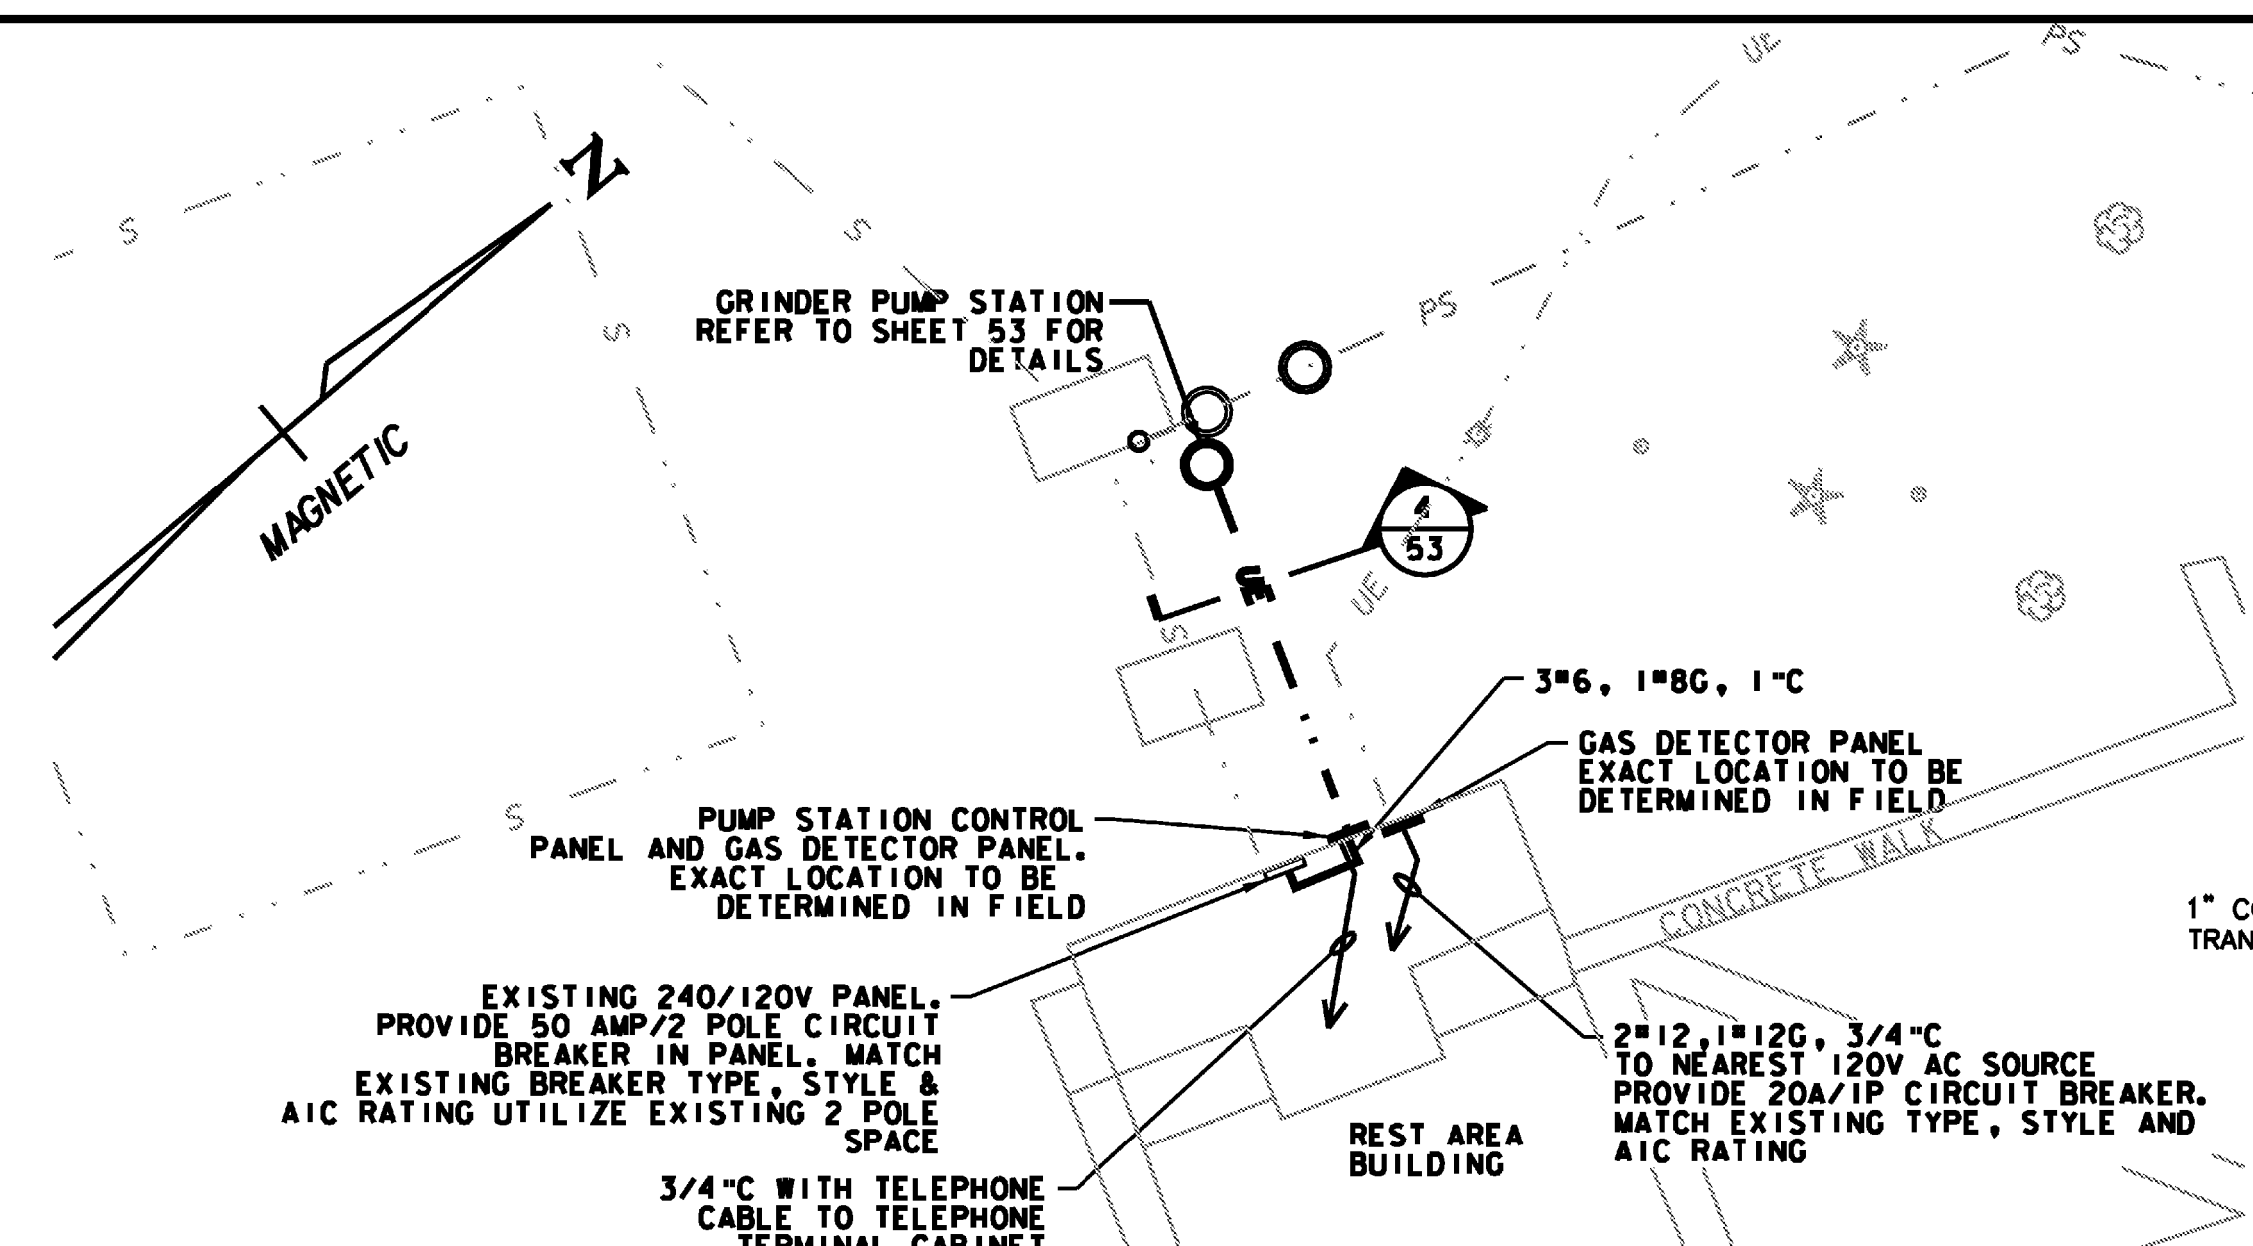 PS
UE
N
S
S
GRINDER PUMP STATION
REFER TO SHEET 53 FOR
DETAILS
PS
S
MAGNETIC
4
53
UE
UE
S
3#6, 1#8G, 1"C
GAS DETECTOR PANEL
EXACT LOCATION TO BE
DETERMINED IN FIELD
S
PUMP STATION CONTROL
PANEL AND GAS DETECTOR PANEL.
EXACT LOCATION TO BE
DETERMINED IN FIELD
CONCRETE WALK
1" C
TRAN
EXISTING 240/120V PANEL.
PROVIDE 50 AMP/2 POLE CIRCUIT
BREAKER IN PANEL. MATCH
EXISTING BREAKER TYPE, STYLE &
AIC RATING UTILIZE EXISTING 2 POLE
SPACE
2#12,1#12G, 3/4"C
TO NEAREST 120V AC SOURCE
PROVIDE 20A/1P CIRCUIT BREAKER.
MATCH EXISTING TYPE, STYLE AND
AIC RATING
REST AREA
BUILDING
3/4"C WITH TELEPHONE
CABLE TO TELEPHONE
TERMINAL CABINET